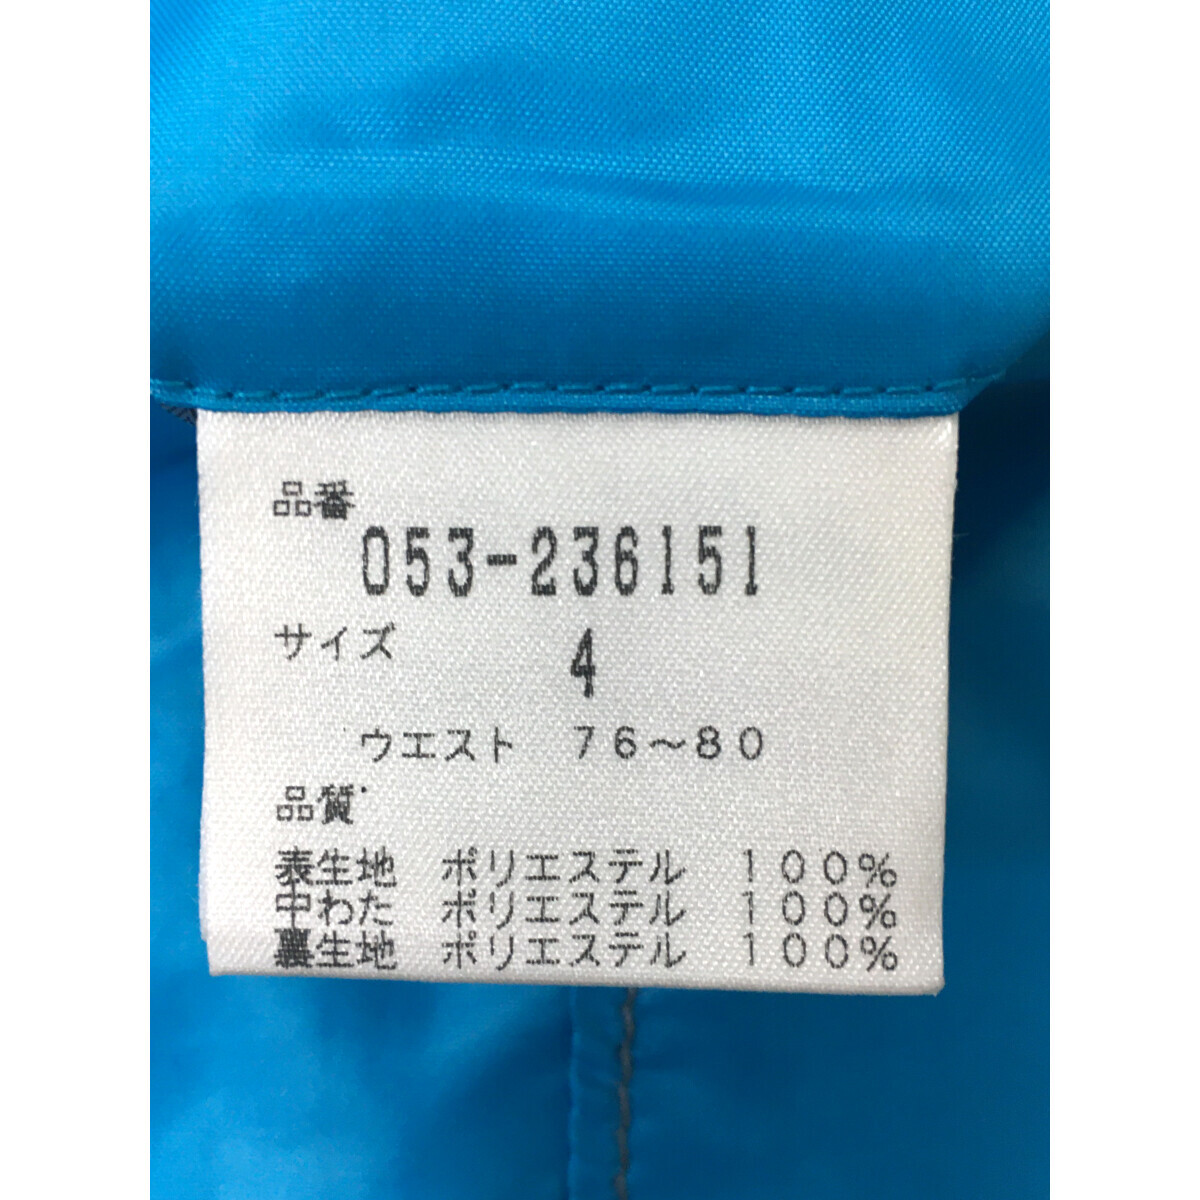 品番
053-236151
サイズ 4
ウエスト 76～80
品質
表生地 ポリエステル 100%
中わた ポリエステル 100%
裏生地 ポリエステル 100%